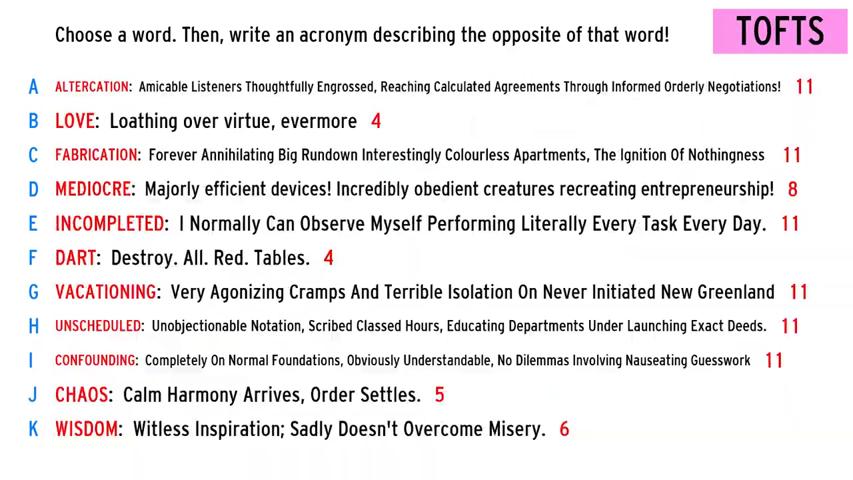 Choose a word. Then, write an acronym describing the opposite of that word!
TOFTS
A ALTERCATION: Amicable Listeners Thoughtfully Engrossed, Reaching Calculated Agreements Through Informed Orderly Negotiations! 11
B LOVE: Loathing over virtue, evermore 4
C FABRICATION: Forever Annihilating Big Rundown Interestingly Colourless Apartments, The Ignition Of Nothingness 11
D MEDIOCRE: Majorly efficient devices! Incredibly obedient creatures recreating entrepreneurship! 8
E INCOMPLETED: I Normally Can Observe Myself Performing Literally Every Task Every Day. 11
F DART: Destroy. All. Red. Tables. 4
G VACATIONING: Very Agonizing Cramps And Terrible Isolation On Never Initiated New Greenland 11
H UNSCHEDULED: Unobjectionable Notation, Scribed Classed Hours, Educating Departments Under Launching Exact Deeds. 11
I CONFOUNDING: Completely On Normal Foundations, Obviously Understandable, No Dilemmas Involving Nauseating Guesswork 11
J CHAOS: Calm Harmony Arrives, Order Settles. 5
K WISDOM: Witless Inspiration; Sadly Doesn't Overcome Misery. 6